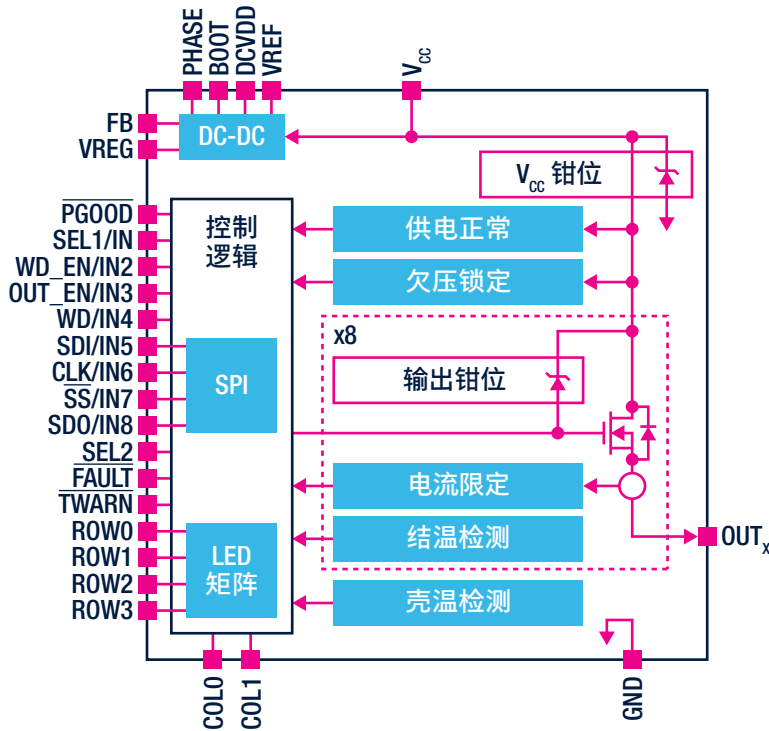 PHASE
BOOT
DCVDD
VREF
VCC
FB
VREG
DC-DC
VCC 钳位
PGOOD
SEL1/IN
WD_EN/IN2
OUT_EN/IN3
WD/IN4
SDI/IN5
CLK/IN6
SS/IN7
SDO/IN8
SEL2
FAULT
TWARN
ROW0
ROW1
ROW2
ROW3
控制
逻辑
SPI
LED
矩阵
供电正常
欠压锁定
x8
输出钳位
电流限定
结温检测
壳温检测
OUTx
COL0
COL1
GND